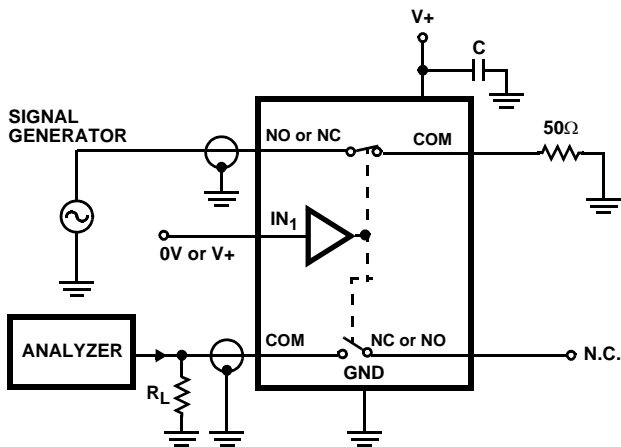 V+
C
SIGNAL
GENERATOR
NO or NC
COM
50Ω
IN1
0V or V+
ANALYZER
COM
NC or NO
N.C.
GND
RL